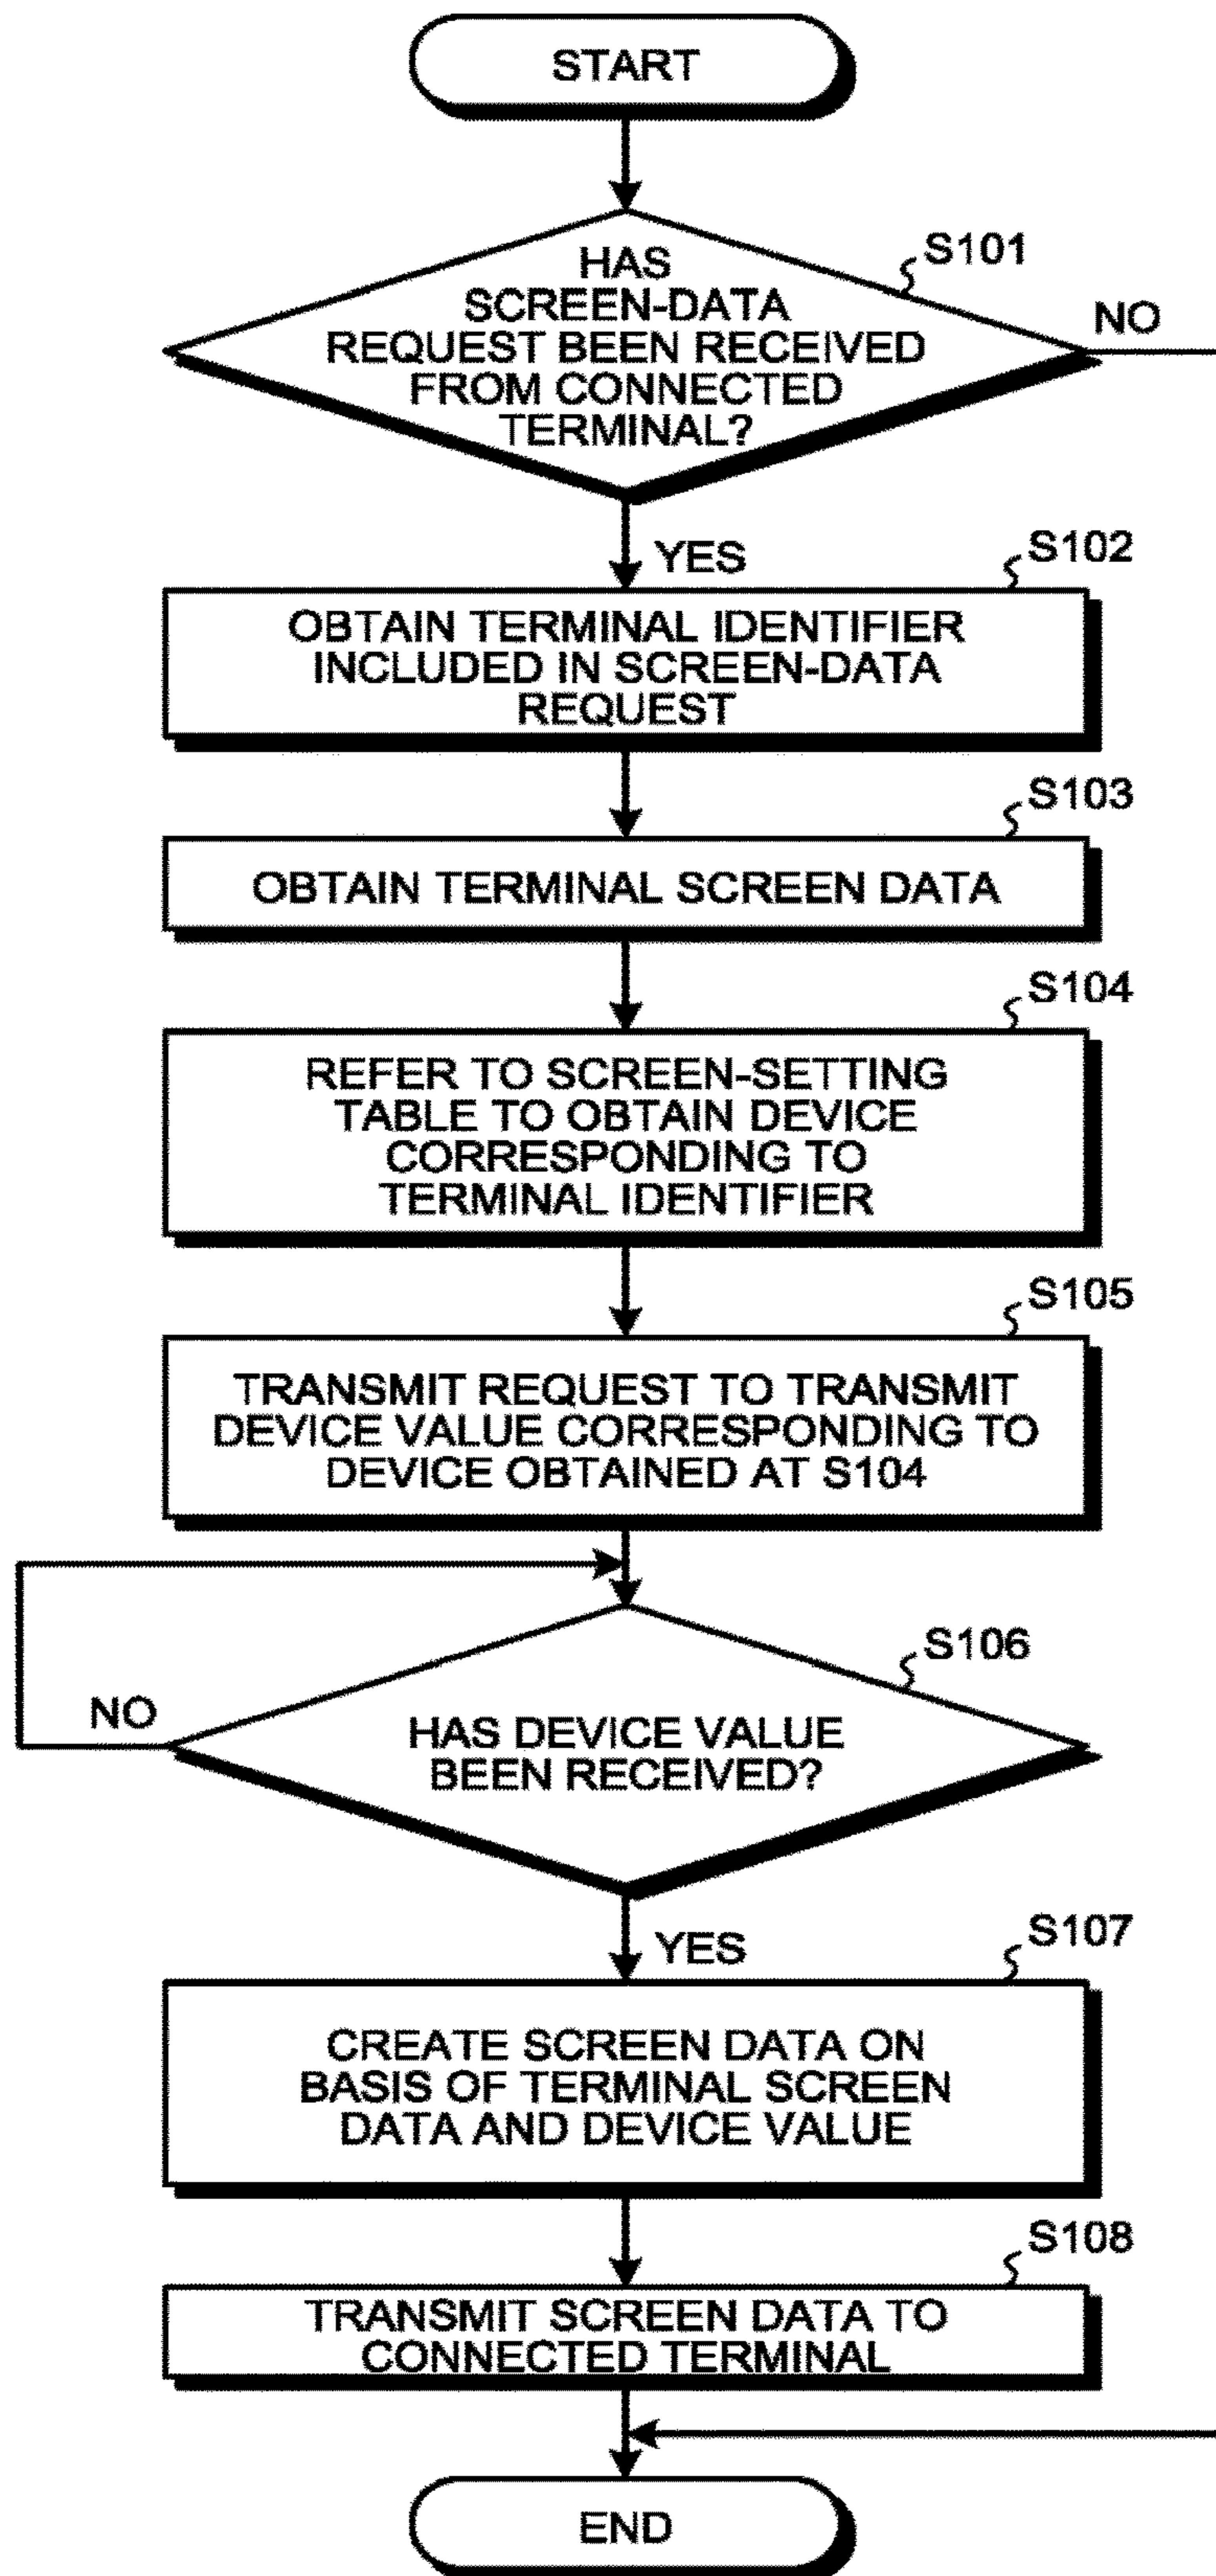 START
S101
HAS
SCREEN-DATA
REQUEST BEEN RECEIVED
FROM CONNECTED
TERMINAL?
NO
YES
S102
OBTAIN TERMINAL IDENTIFIER
INCLUDED IN SCREEN-DATA
REQUEST
S103
OBTAIN TERMINAL SCREEN DATA
S104
REFER TO SCREEN-SETTING
TABLE TO OBTAIN DEVICE
CORRESPONDING TO
TERMINAL IDENTIFIER
S105
TRANSMIT REQUEST TO TRANSMIT
DEVICE VALUE CORRESPONDING TO
DEVICE OBTAINED AT S104
S106
NO
HAS DEVICE VALUE
BEEN RECEIVED?
YES
S107
CREATE SCREEN DATA ON
BASIS OF TERMINAL SCREEN
DATA AND DEVICE VALUE
S108
TRANSMIT SCREEN DATA TO
CONNECTED TERMINAL
END